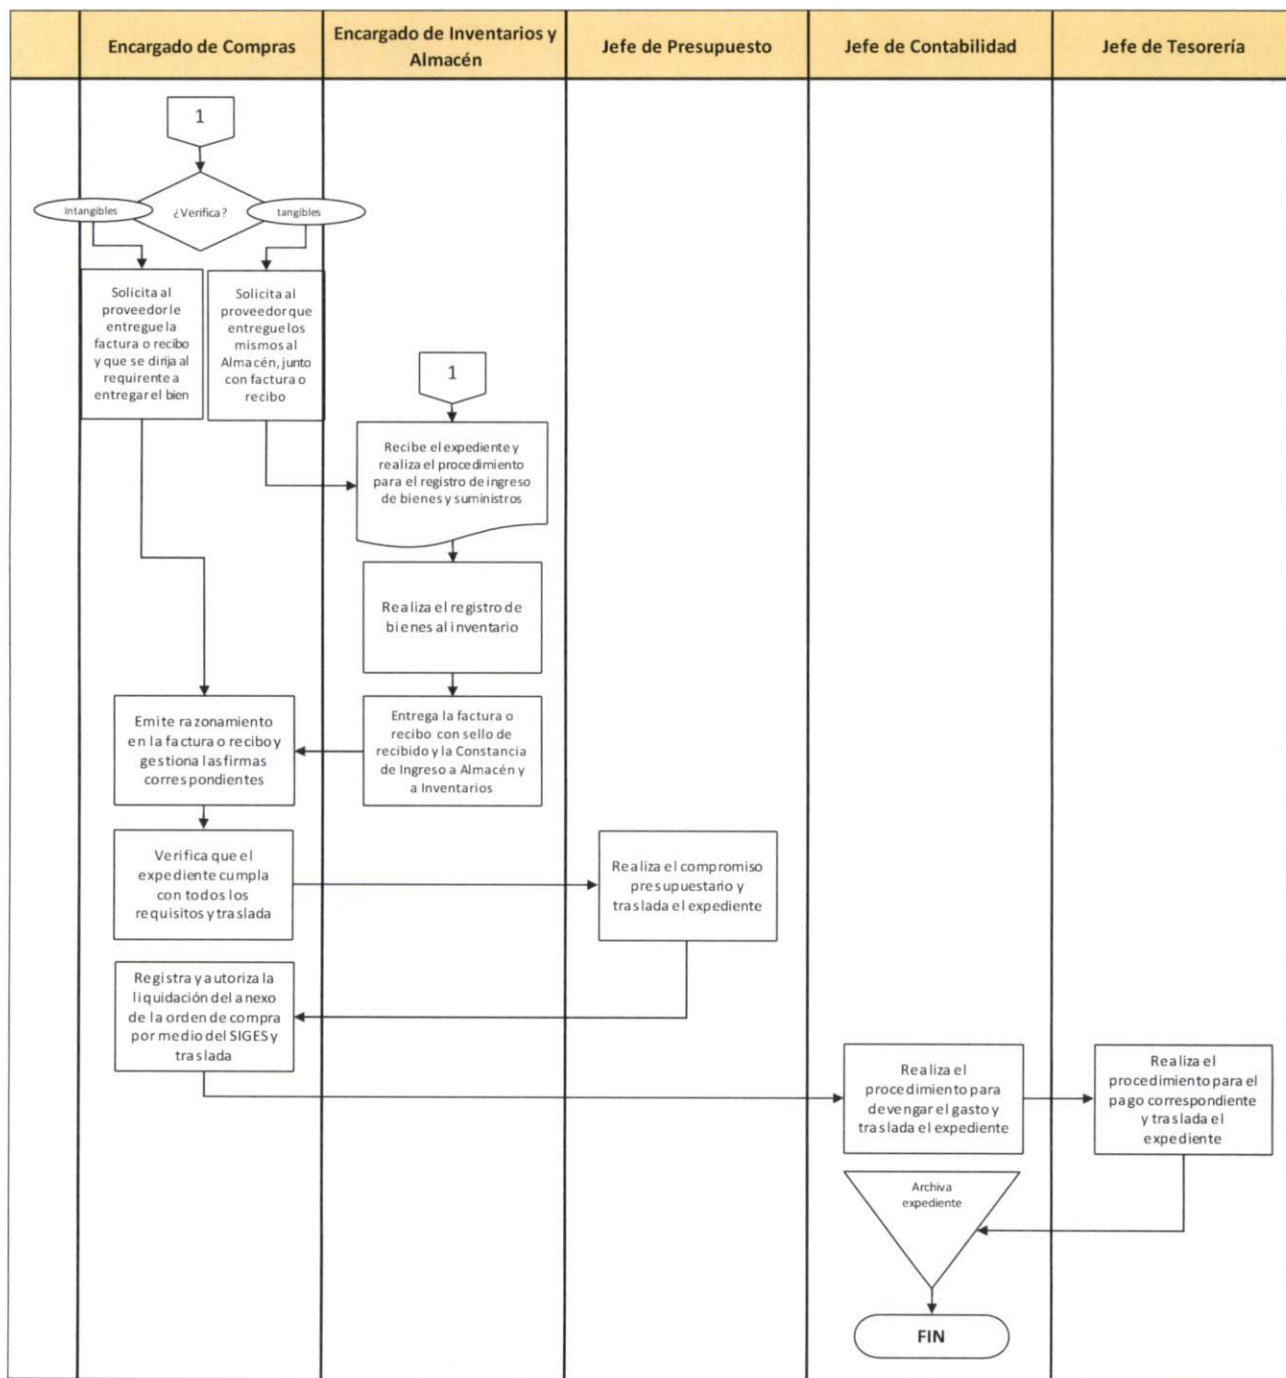 Encargado de Compras
Encargado de Inventarios y
Almacén
Jefe de Presupuesto
Jefe de Contabilidad
Jefe de Tesorería
1
¿Verifica?
intangibles
tangibles
Solicita al
proveedor le
entregue la
factura o recibo
y que se dirija al
requirente a
entregar el bien
Solicita al
proveedor que
entregue los
mismos al
Almacén, junto
con factura o
recibo
1
Recibe el expediente y
realiza el procedimiento
para el registro de ingreso
de bienes y suministros
Realiza el registro de
bienes al inventario
Entrega la factura o
recibo con sello de
recibido y la Constancia
de Ingreso a Almacén y
a Inventarios
Emite razonamiento
en la factura o recibo y
gestiona las firmas
correspondientes
Verifica que el
expediente cumpla
con todos los
requisitos y traslada
Realiza el compromiso
presupuestario y
traslada el expediente
Registra y autoriza la
liquidación del anexo
de la orden de compra
por medio del SIGES y
traslada
Realiza el
procedimiento para
devengar el gasto y
traslada el expediente
Realiza el
procedimiento para el
pago correspondiente
y traslada el
expediente
Archiva
expediente
FIN